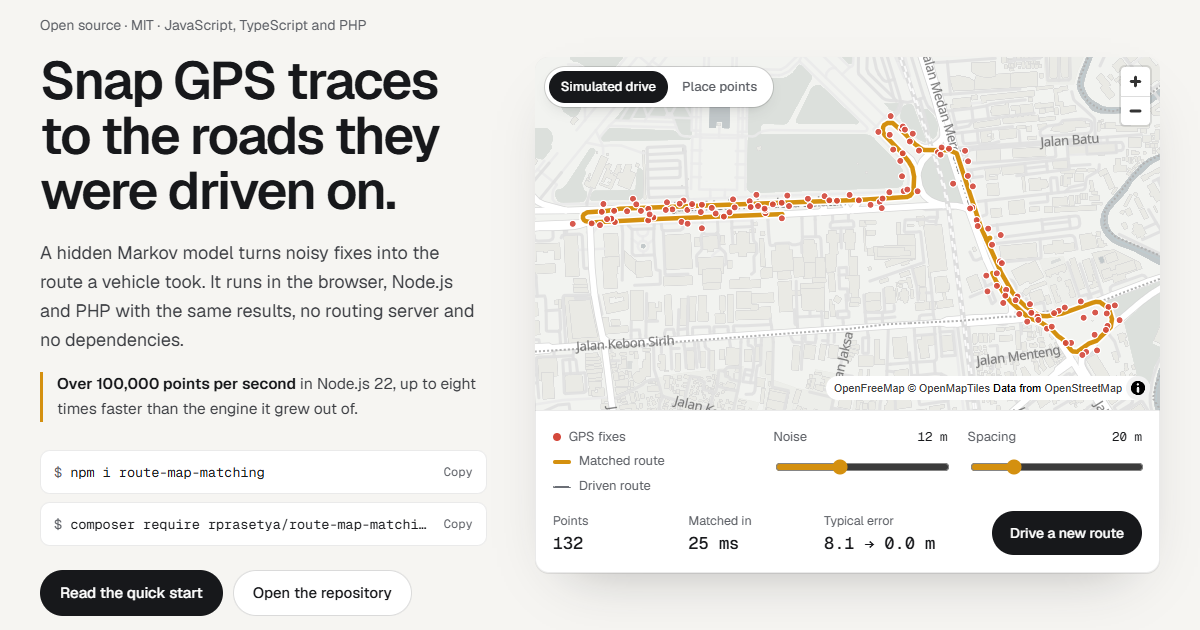 Open source · MIT · JavaScript, TypeScript and PHP
Snap GPS traces
to the roads they
were driven on.
A hidden Markov model turns noisy fixes into the
route a vehicle took. It runs in the browser, Node.js
and PHP with the same results, no routing server and
no dependencies.
Over 100,000 points per second in Node.js 22, up to eight
times faster than the engine it grew out of.
$ npm i route-map-matching
Copy
$ composer require rprasetya/route-map-matchi…
Copy
Read the quick start
Open the repository
Simulated drive
Place points
+
−
Jalan Batu
Jalan Kebon Sirih
Jalan Menteng
OpenFreeMap © OpenMapTiles Data from OpenStreetMap
GPS fixes
Matched route
Driven route
Noise
12 m
Spacing
20 m
Points
132
Matched in
25 ms
Typical error
8.1 → 0.0 m
Drive a new route